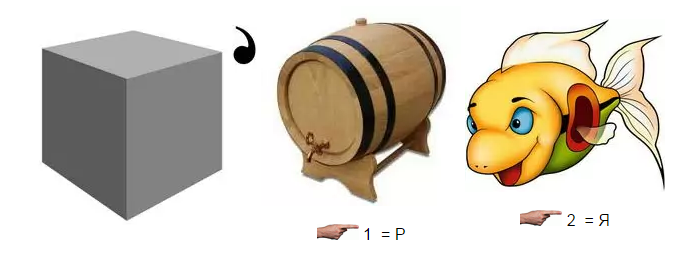 ,
1 = Р
2 = Я